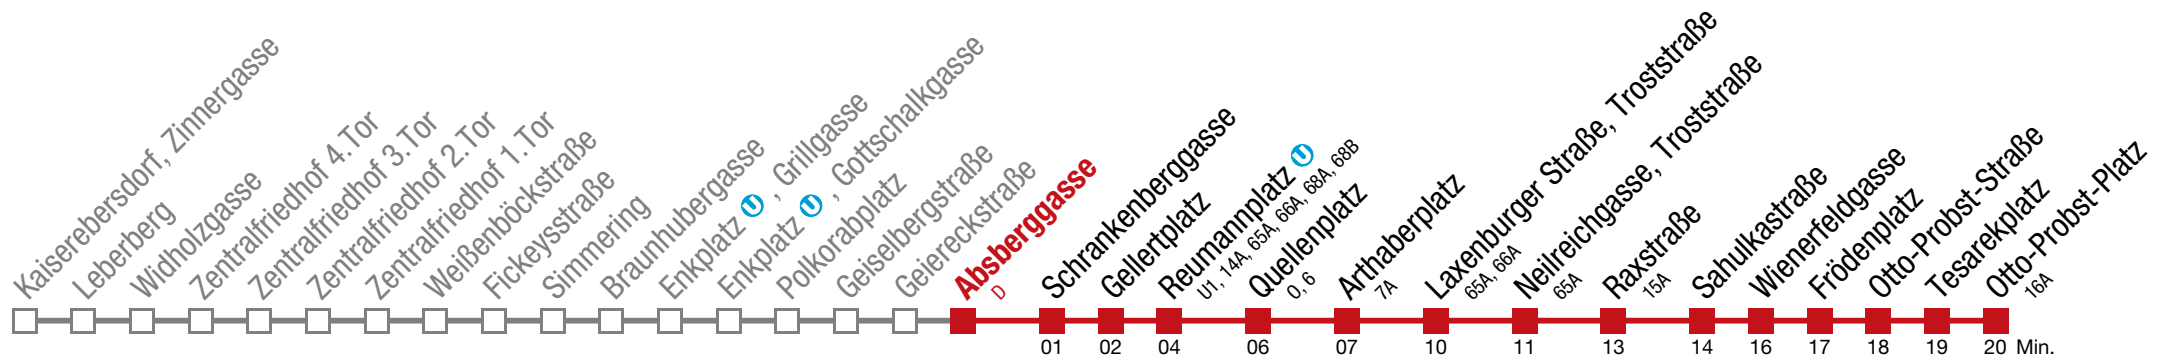 Kaiserebersdorf, Zinnergasse
Leberberg
Widholzgasse
Zentralfriedhof 4.Tor
Zentralfriedhof 3.Tor
Zentralfriedhof 2.Tor
Zentralfriedhof 1.Tor
Weißenböckstraße
Fickeysstraße
Simmering
Braunhubergasse
Enkplatz U , Grillgasse
Enkplatz U , Gottschalkgasse
Polkorabplatz
Geiselbergstraße
Geiereckstraße
Absberggasse
D
Schrankenberggasse
Gellertplatz
Reumannplatz U
U1, 14A, 65A, 66A, 68A, 68B
Quellenplatz
O, 6
Arthaberplatz
7A
Laxenburger Straße, Troststraße
65A, 66A
Neilreichgasse, Troststraße
65A
Raxstraße
15A
Sahulkastraße
Wienerfeldgasse
Frödenplatz
Otto-Probst-Straße
Tesarekplatz
Otto-Probst-Platz
16A
01 02 04 06 07 10 11 13 14 16 17 18 19 20 Min.